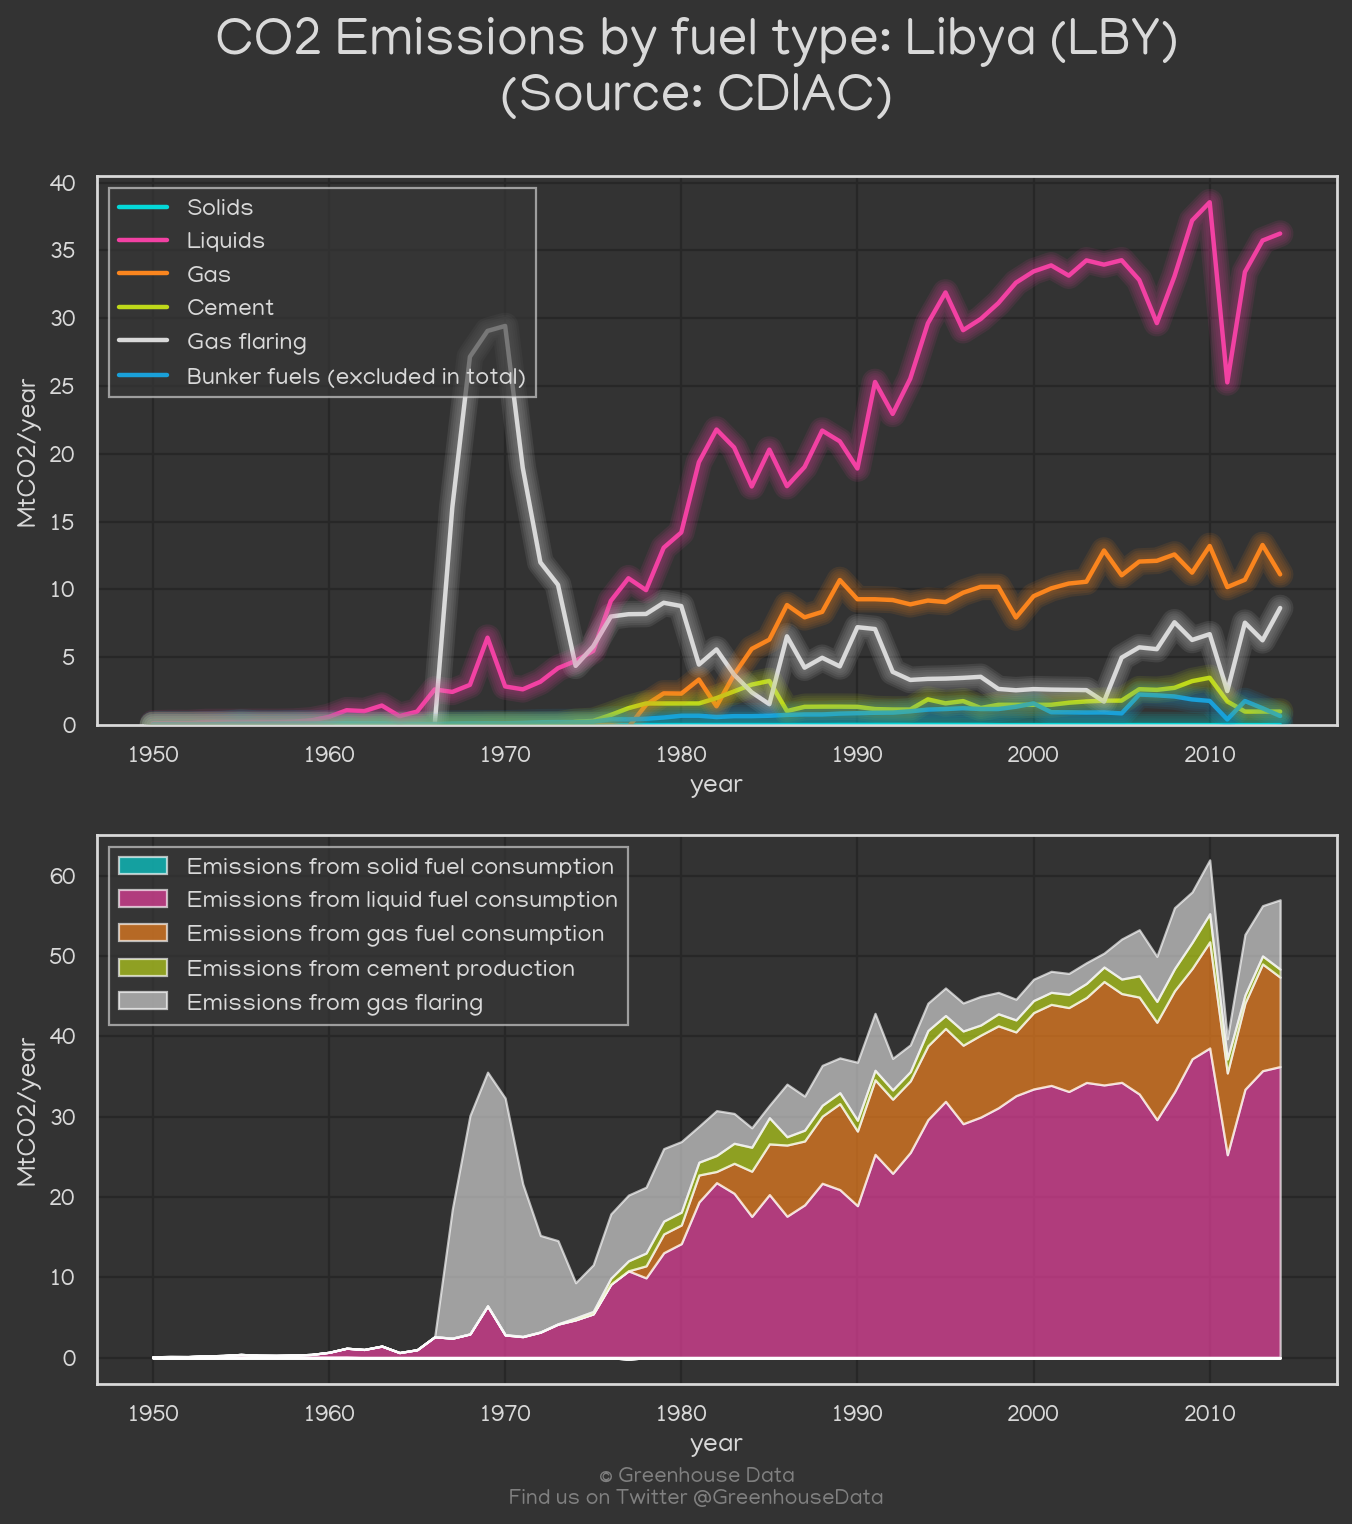 CO2 Emissions by fuel type: Libya (LBY)
(Source: CDIAC)
40
35
30
25
20
15
10
5
0
MtCO2/year
Solids
Liquids
Gas
Cement
Gas flaring
Bunker fuels (excluded in total)
1950 1960 1970 1980 1990 2000 2010
year
60
50
40
30
20
10
0
MtCO2/year
Emissions from solid fuel consumption
Emissions from liquid fuel consumption
Emissions from gas fuel consumption
Emissions from cement production
Emissions from gas flaring
1950 1960 1970 1980 1990 2000 2010
year
© Greenhouse Data
Find us on Twitter @GreenhouseData